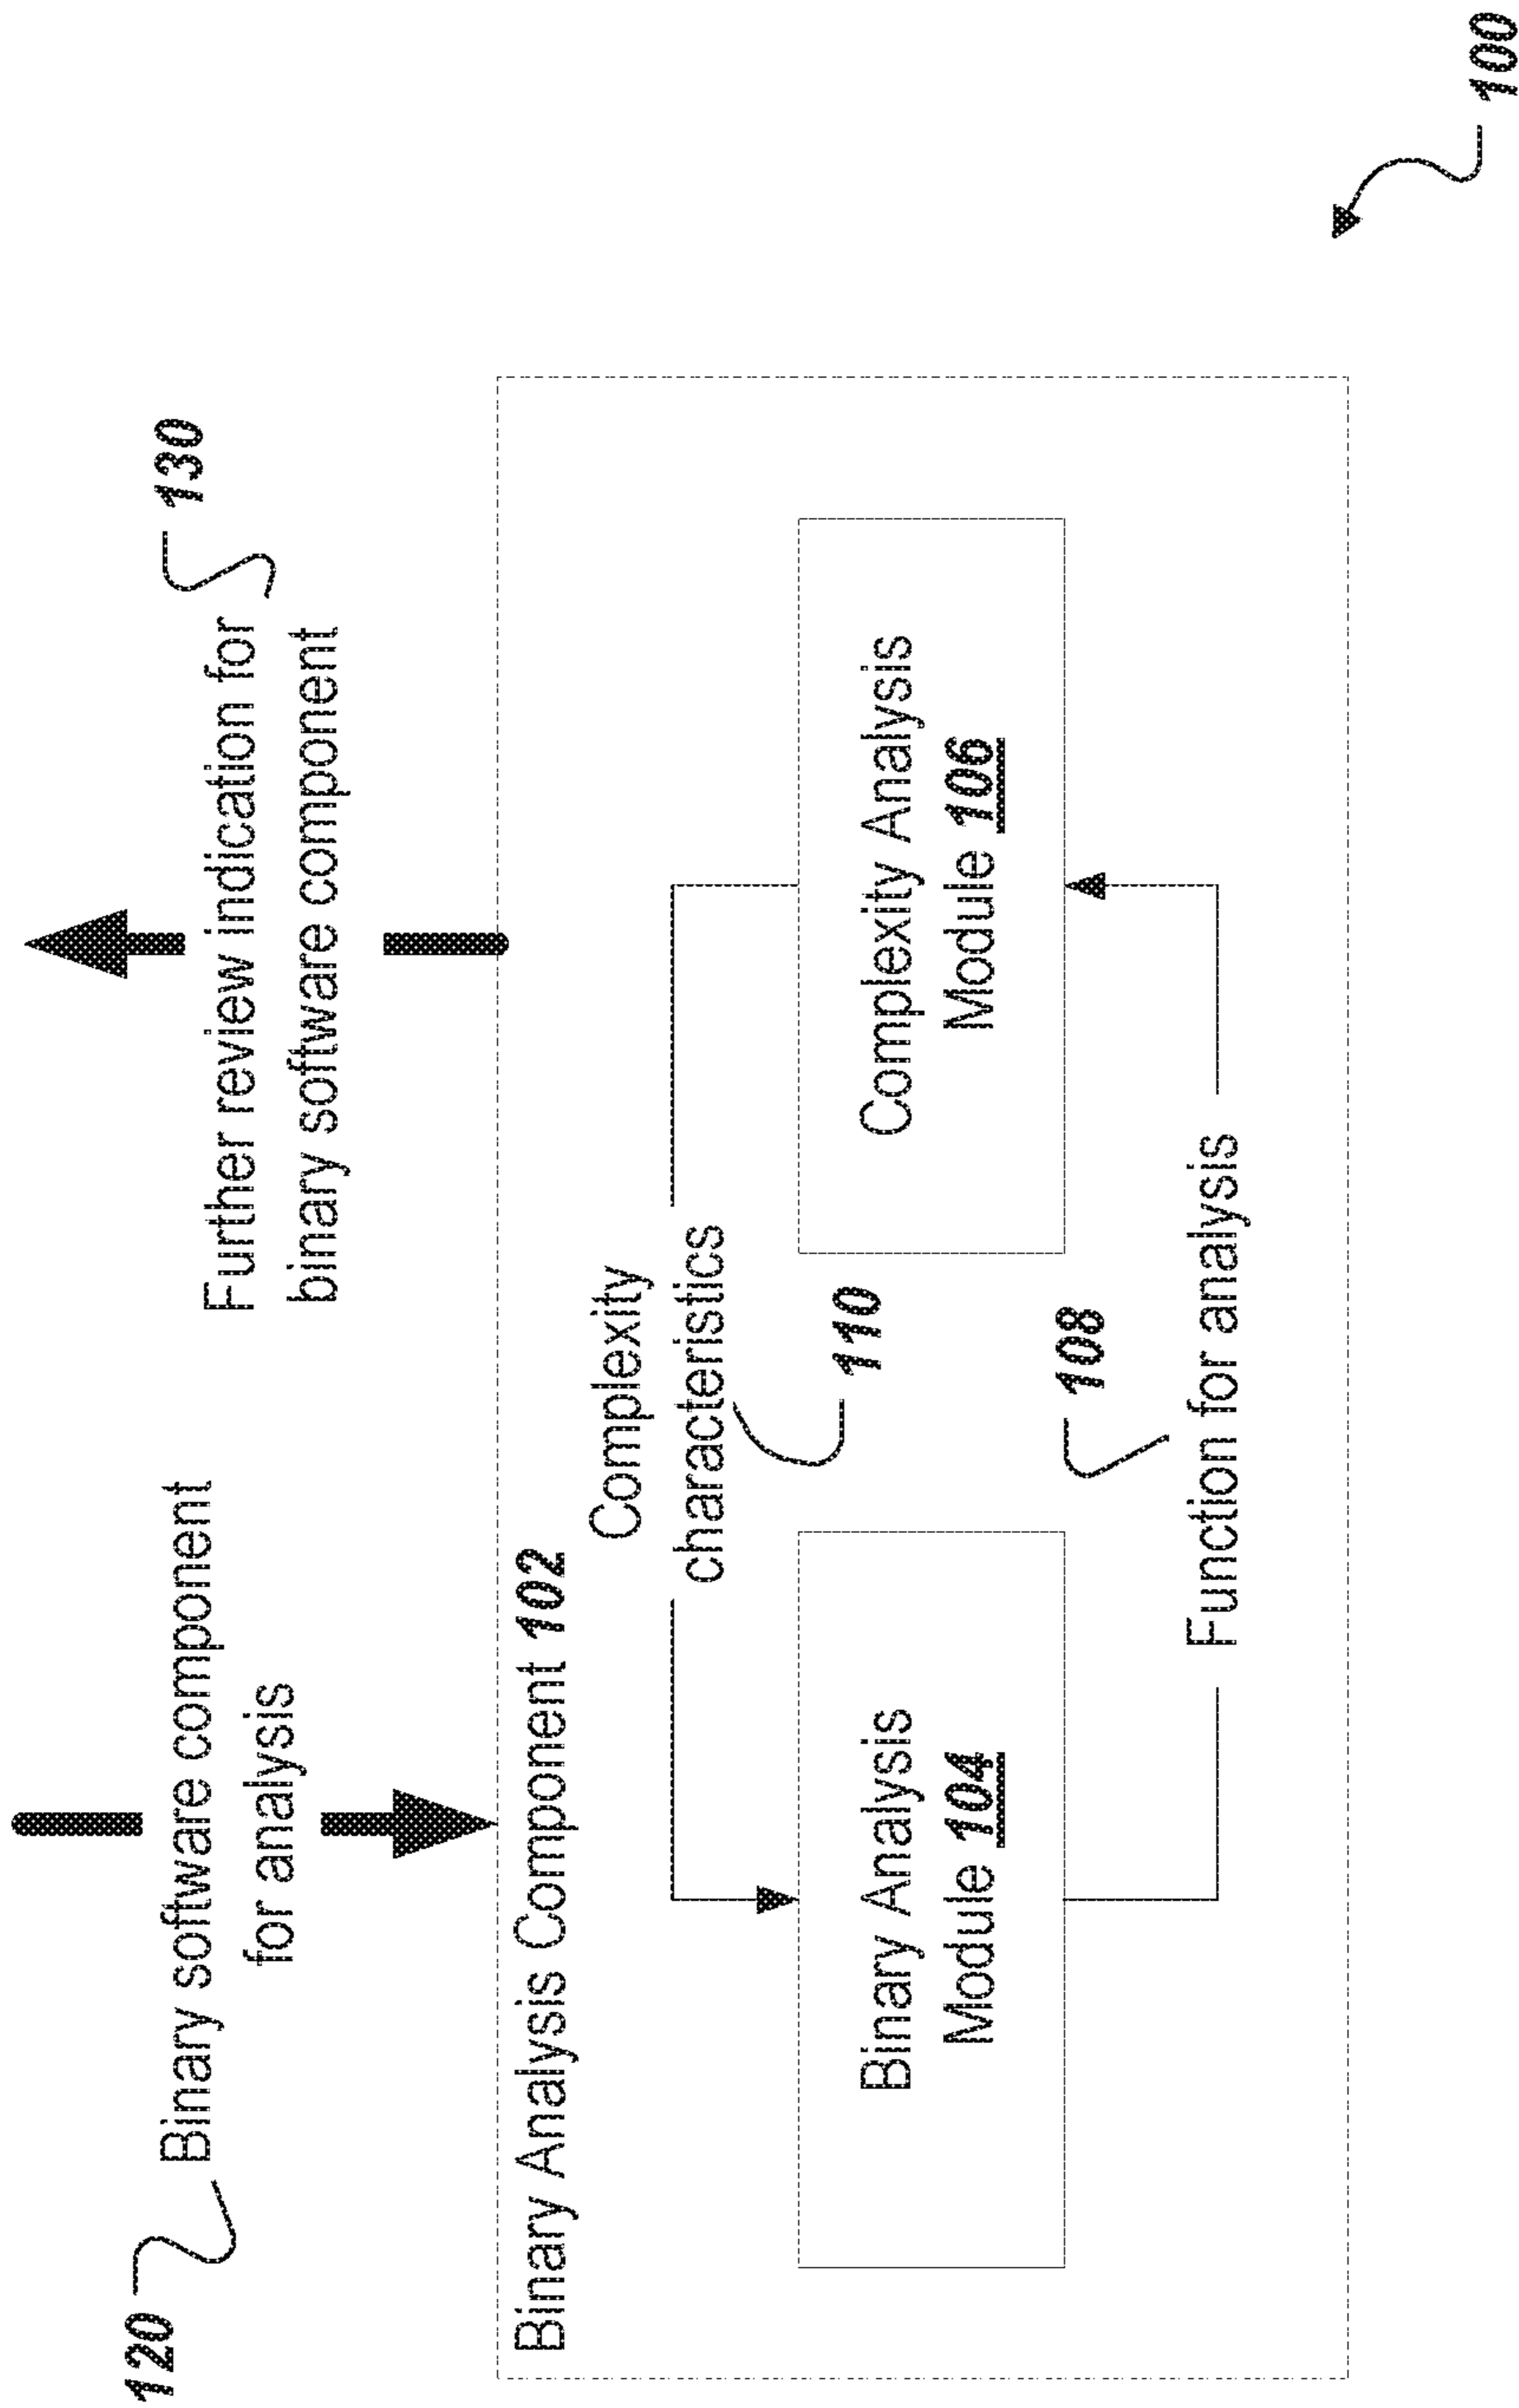 120
Binary software component
for analysis
Further review indication for
binary software component
130
Binary Analysis Component 102
Complexity
characteristics
110
Binary Analysis
Module 104
Complexity Analysis
Module 106
108
Function for analysis
100